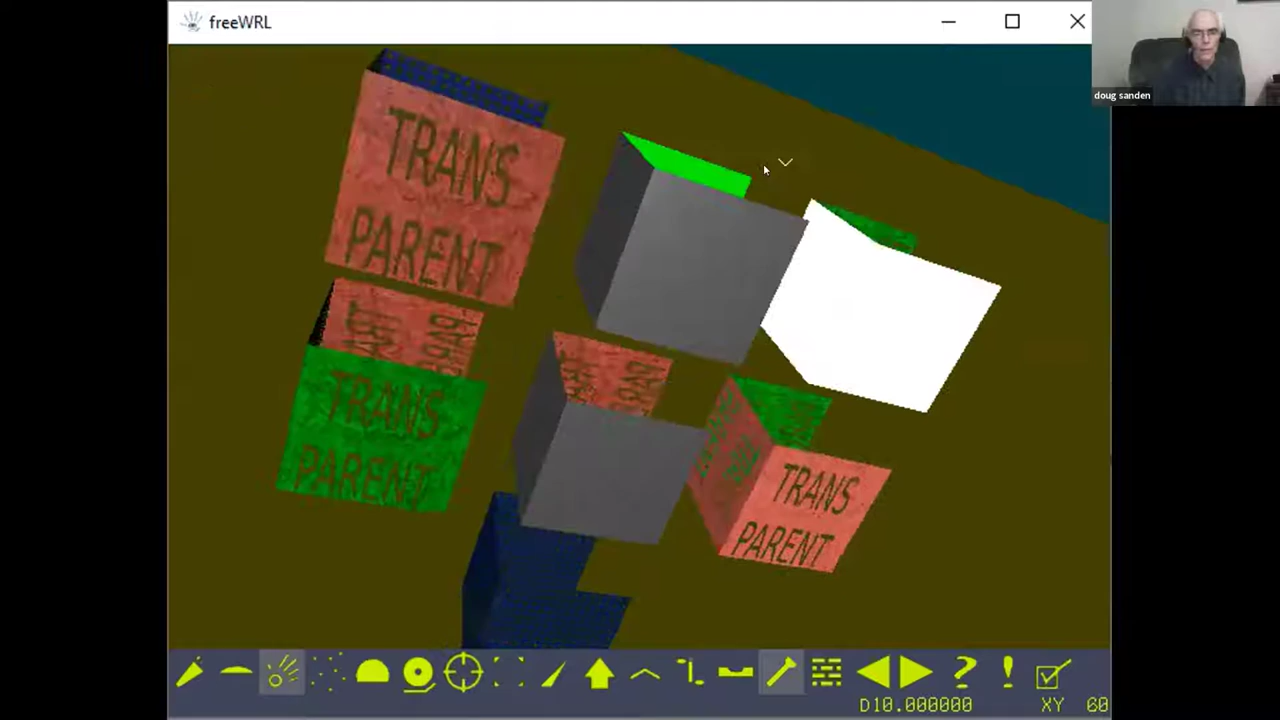 freeWRL
doug sanden
TRANS
PARENT
TRANS
PARENT
TRANS
PARENT
D10.000000 XY 60